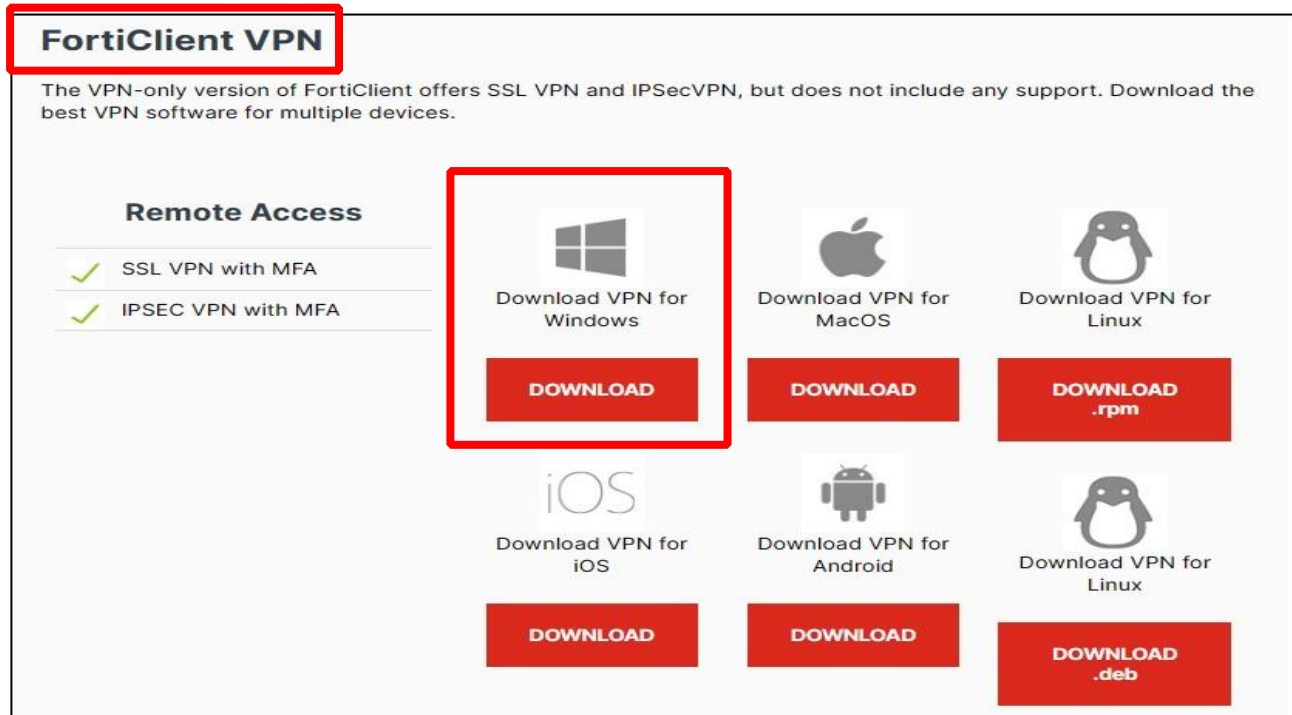 FortiClient VPN
The VPN-only version of FortiClient offers SSL VPN and IPSecVPN, but does not include any support. Download the
best VPN software for multiple devices.
Remote Access
SSL VPN with MFA
IPSEC VPN with MFA
Download VPN for
Windows
DOWNLOAD
Download VPN for
MacOS
DOWNLOAD
Download VPN for
Linux
DOWNLOAD
.rpm
iOS
Download VPN for
iOS
DOWNLOAD
Download VPN for
Android
DOWNLOAD
Download VPN for
Linux
DOWNLOAD
.deb